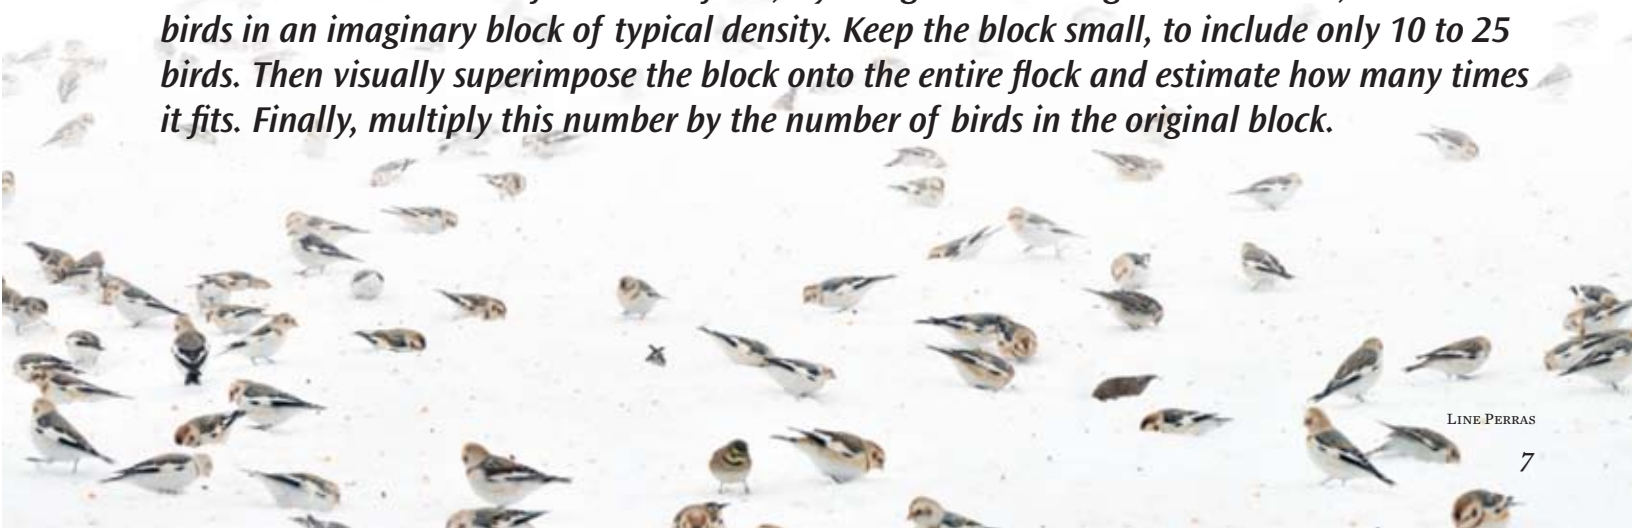 birds in an imaginary block of typical density. Keep the block small, to include only 10 to 25
birds. Then visually superimpose the block onto the entire flock and estimate how many times
it fits. Finally, multiply this number by the number of birds in the original block.
Line Perras
7